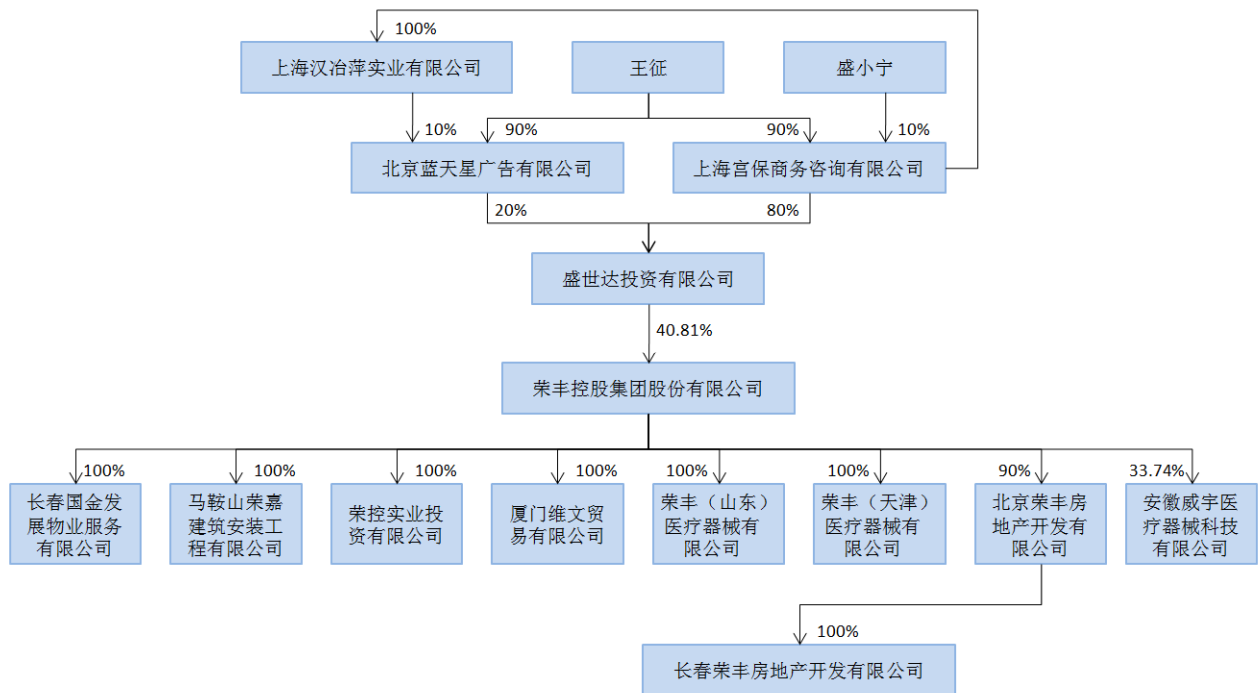 100%
上海汉冶萍实业有限公司
王征
盛小宁
10%
90%
90%
10%
北京蓝天星广告有限公司
上海宫保商务咨询有限公司
20%
80%
盛世达投资有限公司
40.81%
荣丰控股集团股份有限公司
100%
100%
100%
100%
100%
100%
90%
33.74%
长春国金发
展物业服务
有限公司
马鞍山荣嘉
建筑安装工
程有限公司
荣控实业投
资有限公司
厦门维文贸
易有限公司
荣丰（山东）
医疗器械有
限公司
荣丰（天津）
医疗器械有
限公司
北京荣丰房
地产开发有
限公司
安徽威宇医
疗器械科技
有限公司
100%
长春荣丰房地产开发有限公司